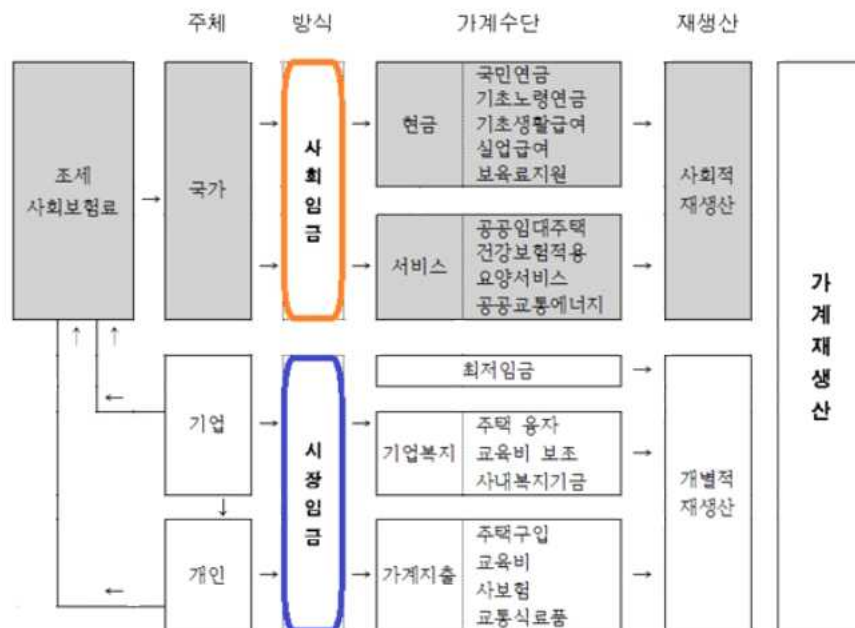 주체 방식 가계수단 재생산
조세
사회보험료
→
국가
→
→
사회임금
→
→
현금
국민연금
기초노령연금
기초생활급여
실업급여
보육료지원
→
서비스
공공임대주택
건강보험적용
요양서비스
공공교통에너지
→
사회적
재생산
↑ ↑
←
기업
→
↓
←
개인
→
시장임금
→
→
최저임금
→
기업복지
주택 융자
교육비 보조
사내복지기금
→
가계지출
주택구입
교육비
사보험
교통식료품
→
개별적
재생산
가계재생산